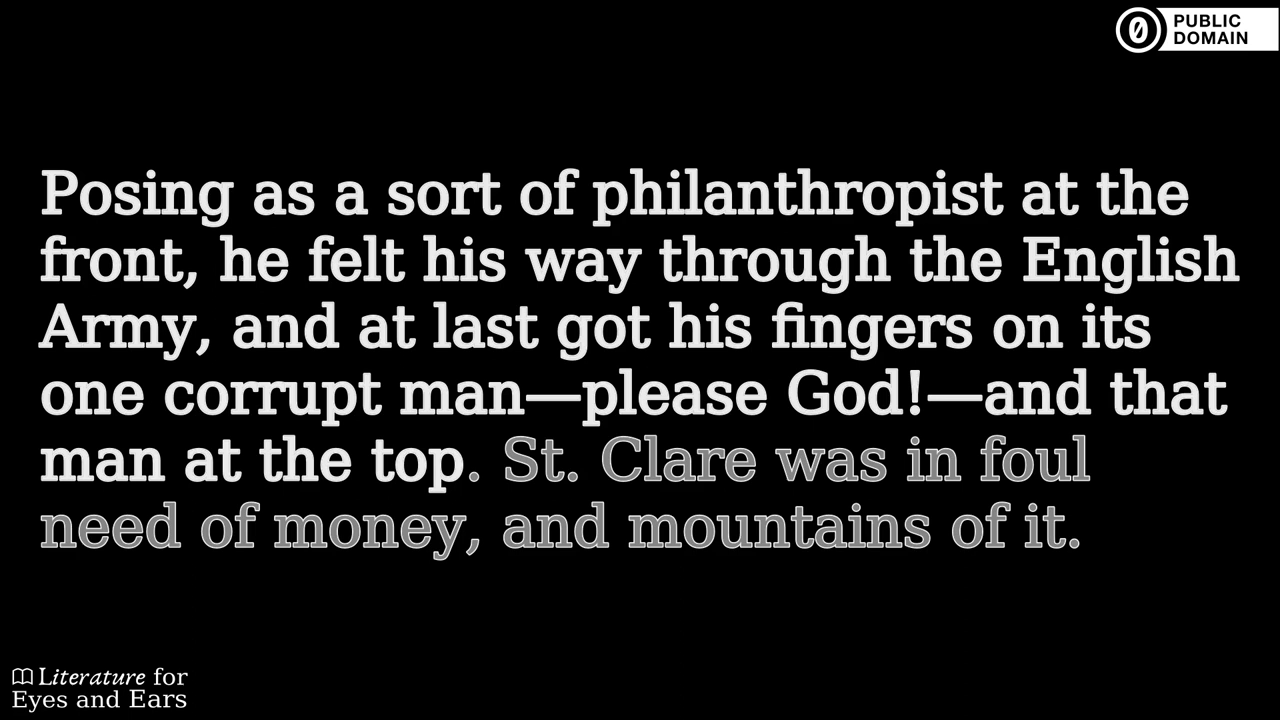 PUBLIC
DOMAIN
Posing as a sort of philanthropist at the
front, he felt his way through the English
Army, and at last got his fingers on its
one corrupt man—please God!—and that
man at the top. St. Clare was in foul
need of money, and mountains of it.
Literature for
Eyes and Ears